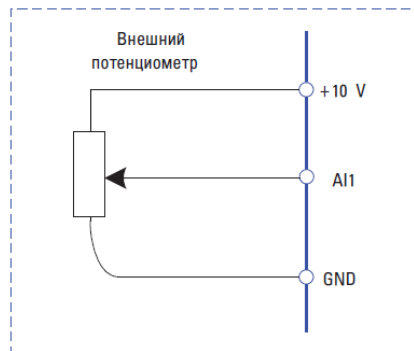 Внешний
потенциометр
+10 V
AI1
GND